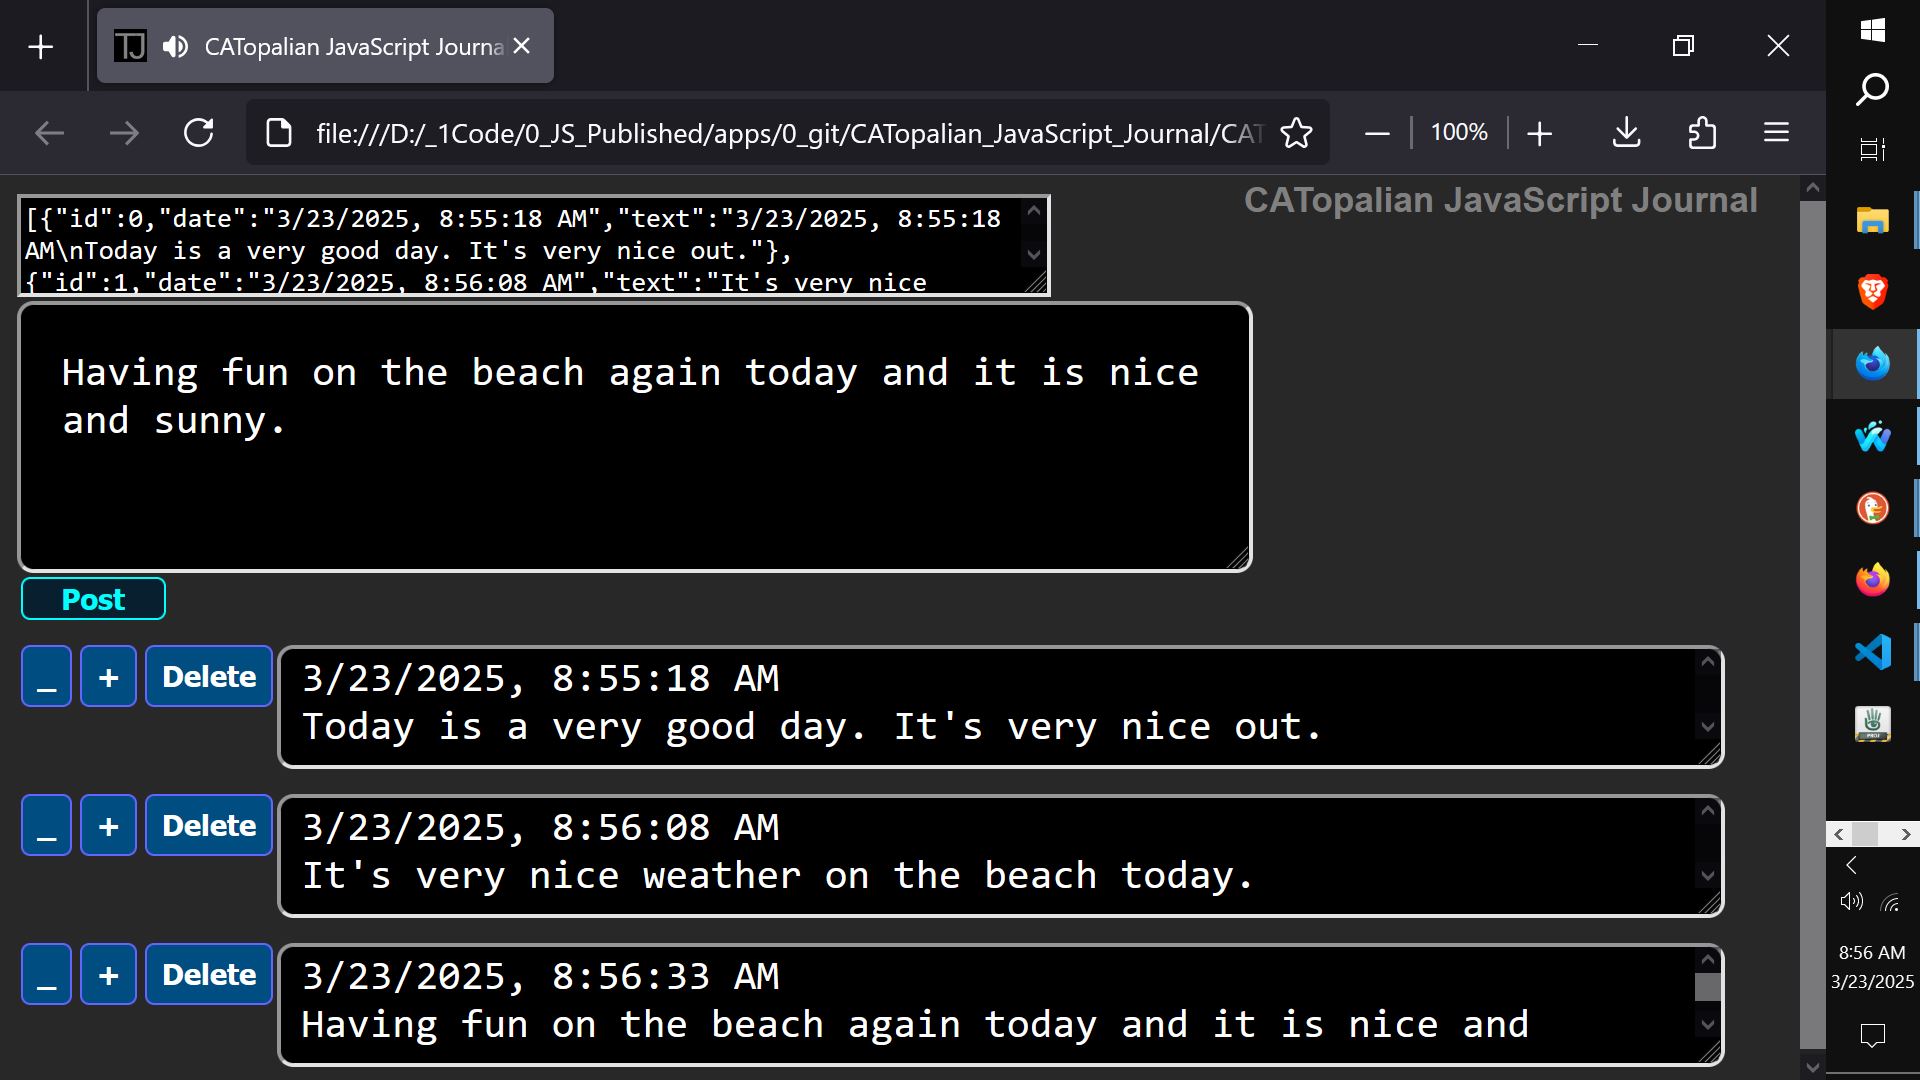 TJ CATopalian JavaScript Journa
file:///D:/_1Code/0_JS_Published/apps/0_git/CATopalian_JavaScript_Journal/CAT
100%
CATopalian JavaScript Journal
[{"id":0,"date":"3/23/2025, 8:55:18 AM","text":"3/23/2025, 8:55:18
AM\nToday is a very good day. It's very nice out."},
{"id":1,"date":"3/23/2025, 8:56:08 AM","text":"It's very nice
Having fun on the beach again today and it is nice
and sunny.
Post
_ + Delete
3/23/2025, 8:55:18 AM
Today is a very good day. It's very nice out.
_ + Delete
3/23/2025, 8:56:08 AM
It's very nice weather on the beach today.
_ + Delete
3/23/2025, 8:56:33 AM
Having fun on the beach again today and it is nice and
PROJ
8:56 AM
3/23/2025